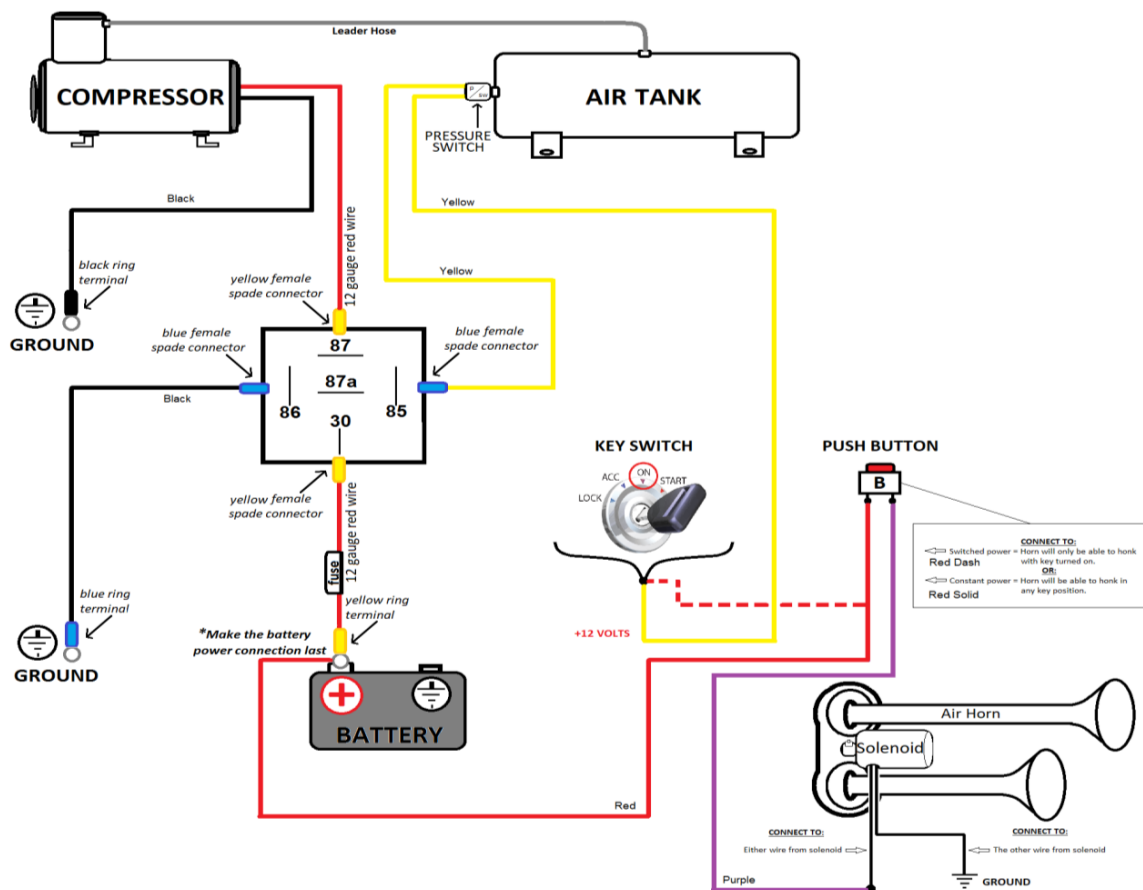 Leader Hose
COMPRESSOR
AIR TANK
P
SW
PRESSURE
SWITCH
Black
Yellow
12 gauge red wire
black ring
terminal
yellow female
spade connector
Yellow
GROUND
blue female
spade connector
blue female
spade connector
87
87a
86
85
30
Black
yellow female
spade connector
12 gauge red wire
fuse
KEY SWITCH
LOCK
ACC
ON
START
PUSH BUTTON
B
CONNECT TO:
Switched power = Horn will only be able to honk
with key turned on.
Red Dash
OR:
Constant power = Horn will be able to honk in
any key position.
Red Solid
blue ring
terminal
yellow ring
terminal
*Make the battery
power connection last
+12 VOLTS
GROUND
BATTERY
Air Horn
Solenoid
Red
CONNECT TO:
Either wire from solenoid
CONNECT TO:
The other wire from solenoid
Purple
GROUND